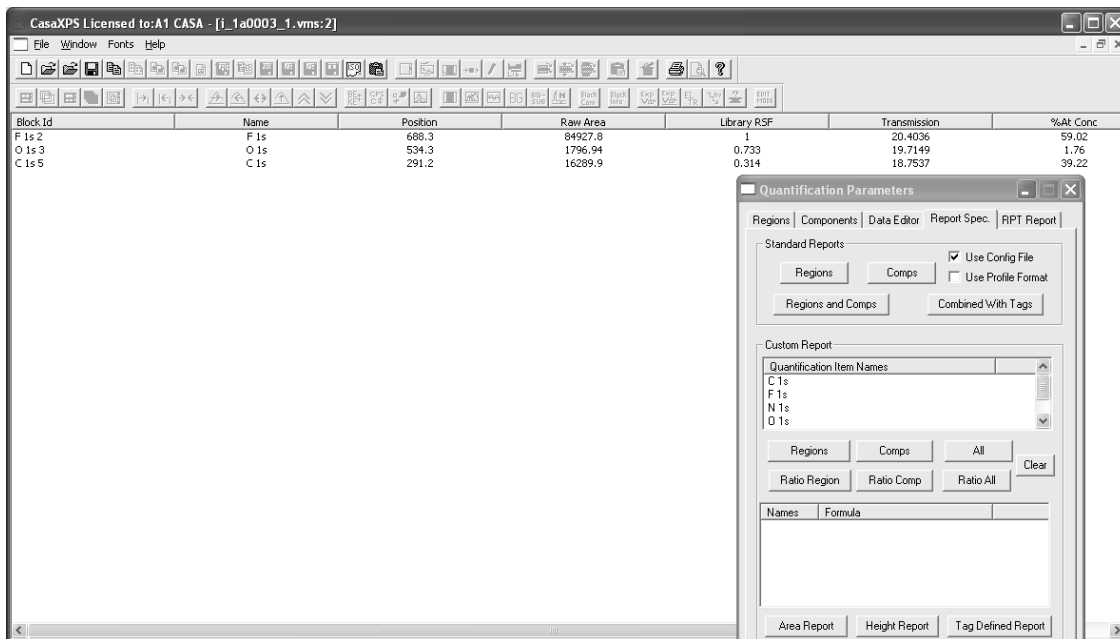 CasaXPS Licensed to:A1 CASA - [i_1a0003_1.vms:2]
File Window Fonts Help
Block Id Name Position Raw Area Library RSF Transmission %At Conc
F 1s 2 F 1s 688.3 84927.8 1 20.4036 59.02
O 1s 3 O 1s 534.3 1796.94 0.733 19.7149 1.76
C 1s 5 C 1s 291.2 16289.9 0.314 18.7537 39.22
Quantification Parameters
Regions Components Data Editor Report Spec. RPT Report
Standard Reports
Use Config File
Regions Comps Use Profile Format
Regions and Comps Combined With Tags
Custom Report
Quantification Item Names
C 1s
F 1s
N 1s
O 1s
Regions Comps All
Clear
Ratio Region Ratio Comp Ratio All
Names Formula
Area Report Height Report Tag Defined Report